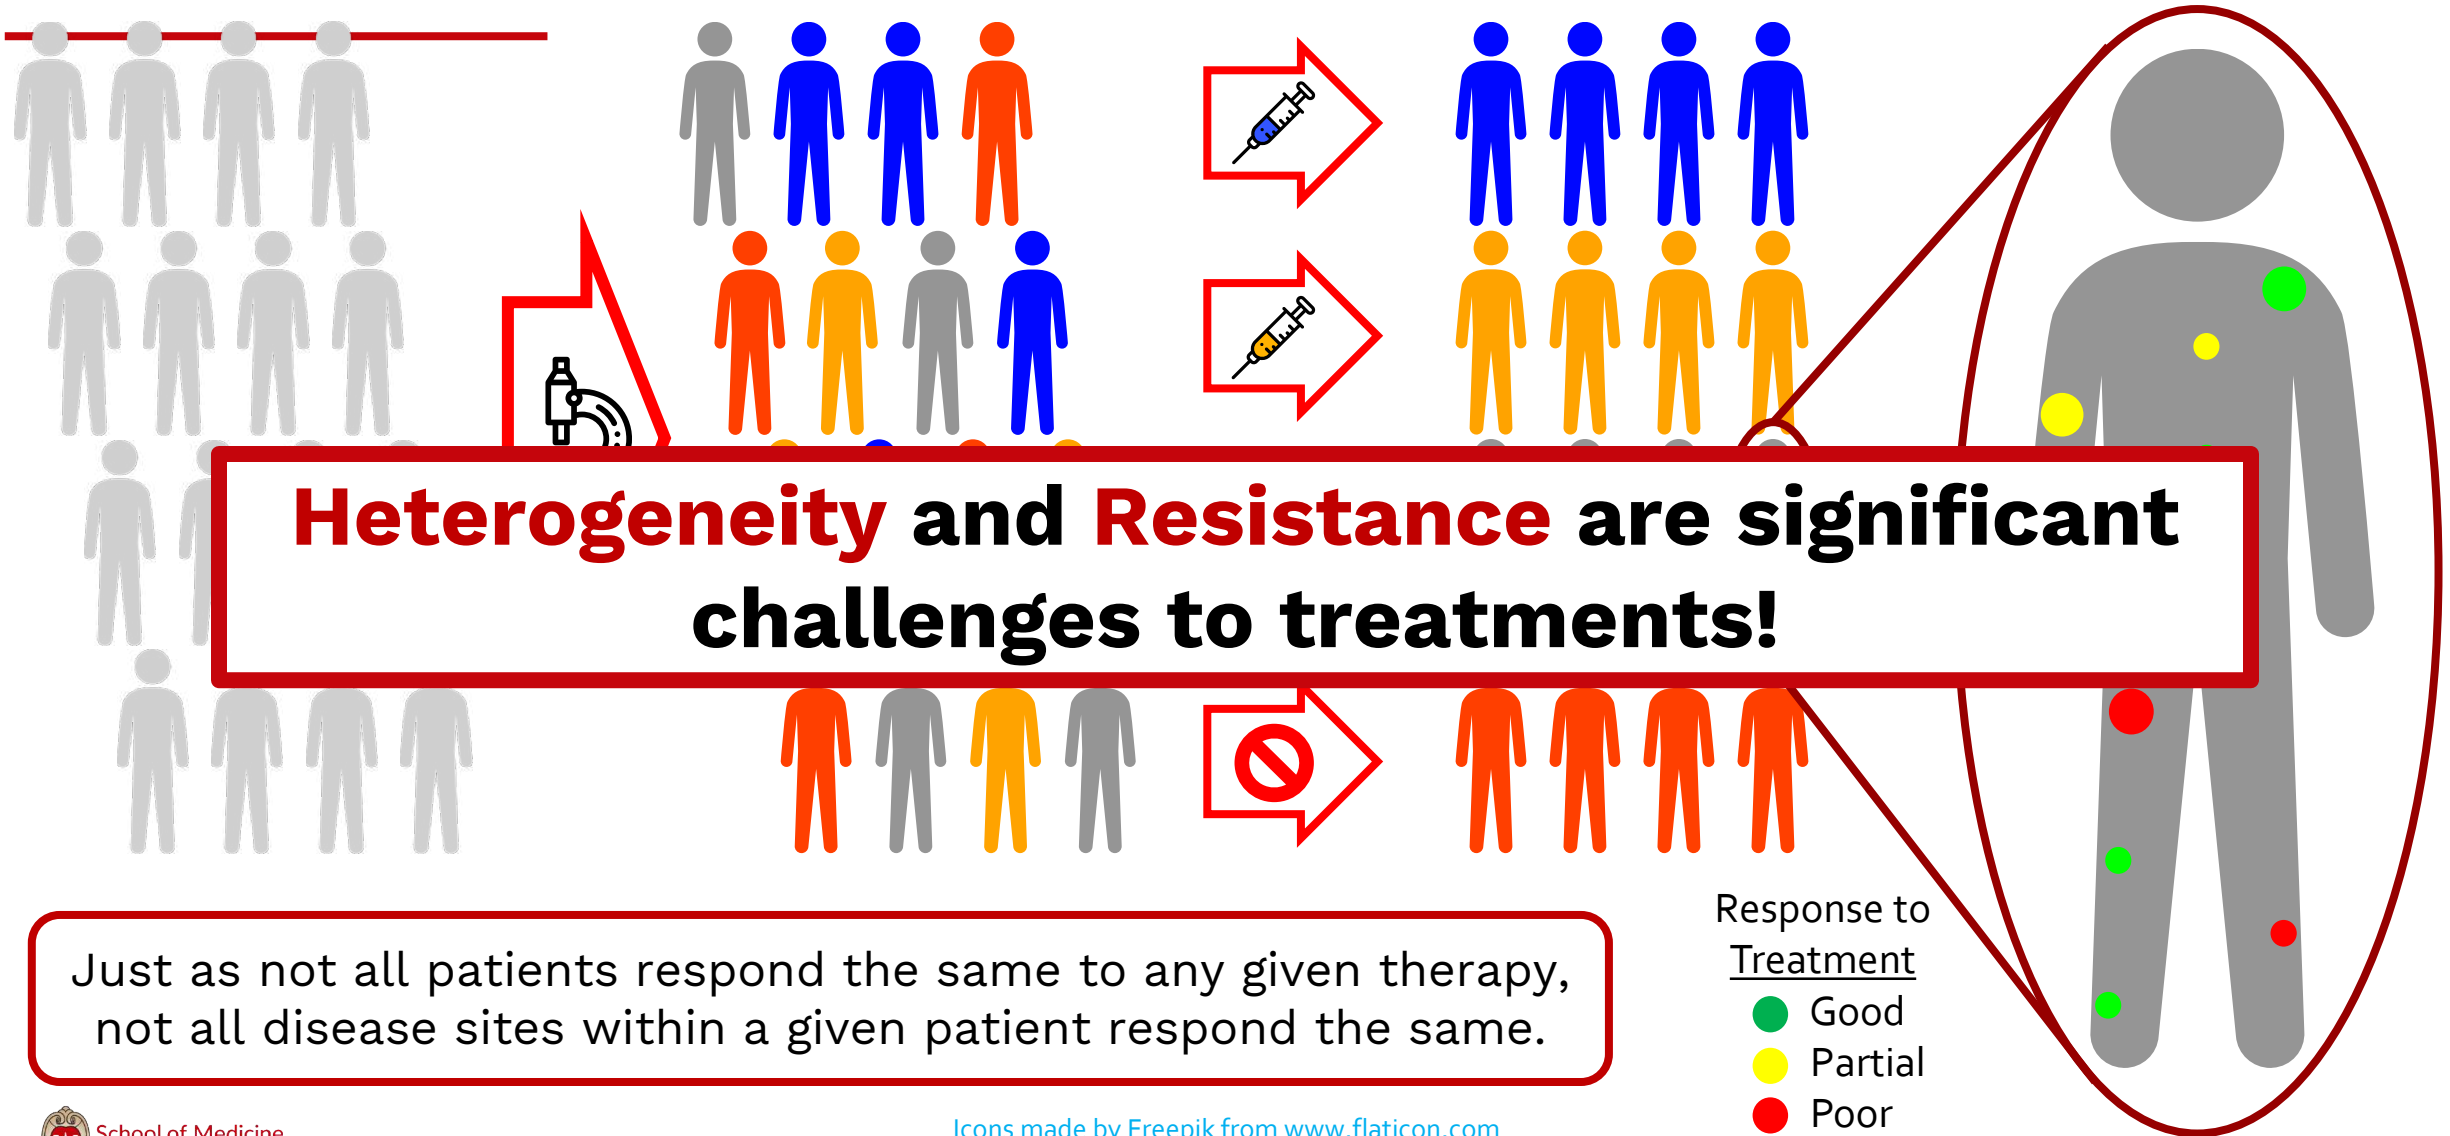 Heterogeneity and Resistance are significant
challenges to treatments!
Just as not all patients respond the same to any given therapy,
not all disease sites within a given patient respond the same.
Response to
Treatment
Good
Partial
Poor
School of Medicine
Icons made by Freepik from www.flaticon.com